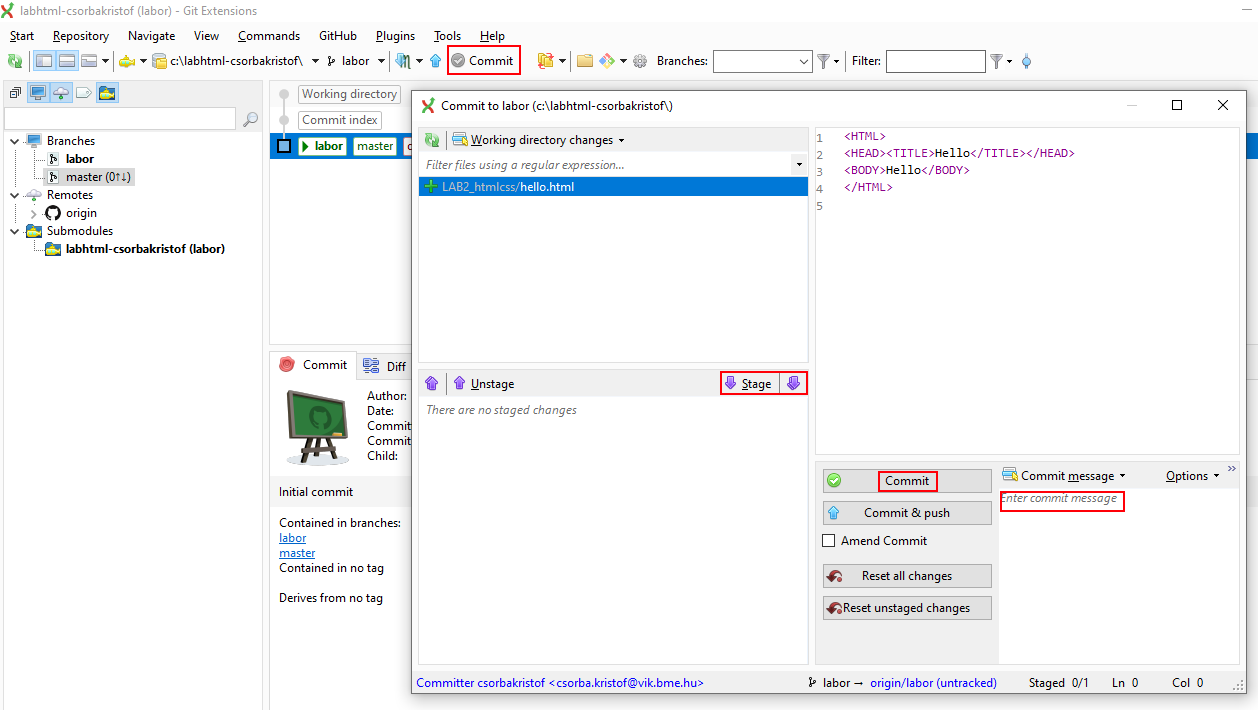 labhtml-csorbakristof (labor) - Git Extensions
Start Repository Navigate View Commands GitHub Plugins Tools Help
c:\labhtml-csorbakristof\ labor Commit Branches: Filter:
Branches
labor
master (0↑↓)
Remotes
origin
Submodules
labhtml-csorbakristof (labor)
Working directory
Commit index
labor master
Commit Diff
Author:
Date:
Commit
Commit
Child:
Initial commit
Contained in branches:
labor
master
Contained in no tag
Derives from no tag
Commit to labor (c:\labhtml-csorbakristof\)
Working directory changes
Filter files using a regular expression...
LAB2_htmlcss/hello.html
Unstage Stage
There are no staged changes
1 <HTML>
2 <HEAD><TITLE>Hello</TITLE></HEAD>
3 <BODY>Hello</BODY>
4 </HTML>
5
Commit
Commit & push
Amend Commit
Reset all changes
Reset unstaged changes
Commit message Options »
Enter commit message
Committer csorbakristof <csorba.kristof@vik.bme.hu> labor → origin/labor (untracked) Staged 0/1 Ln 0 Col 0